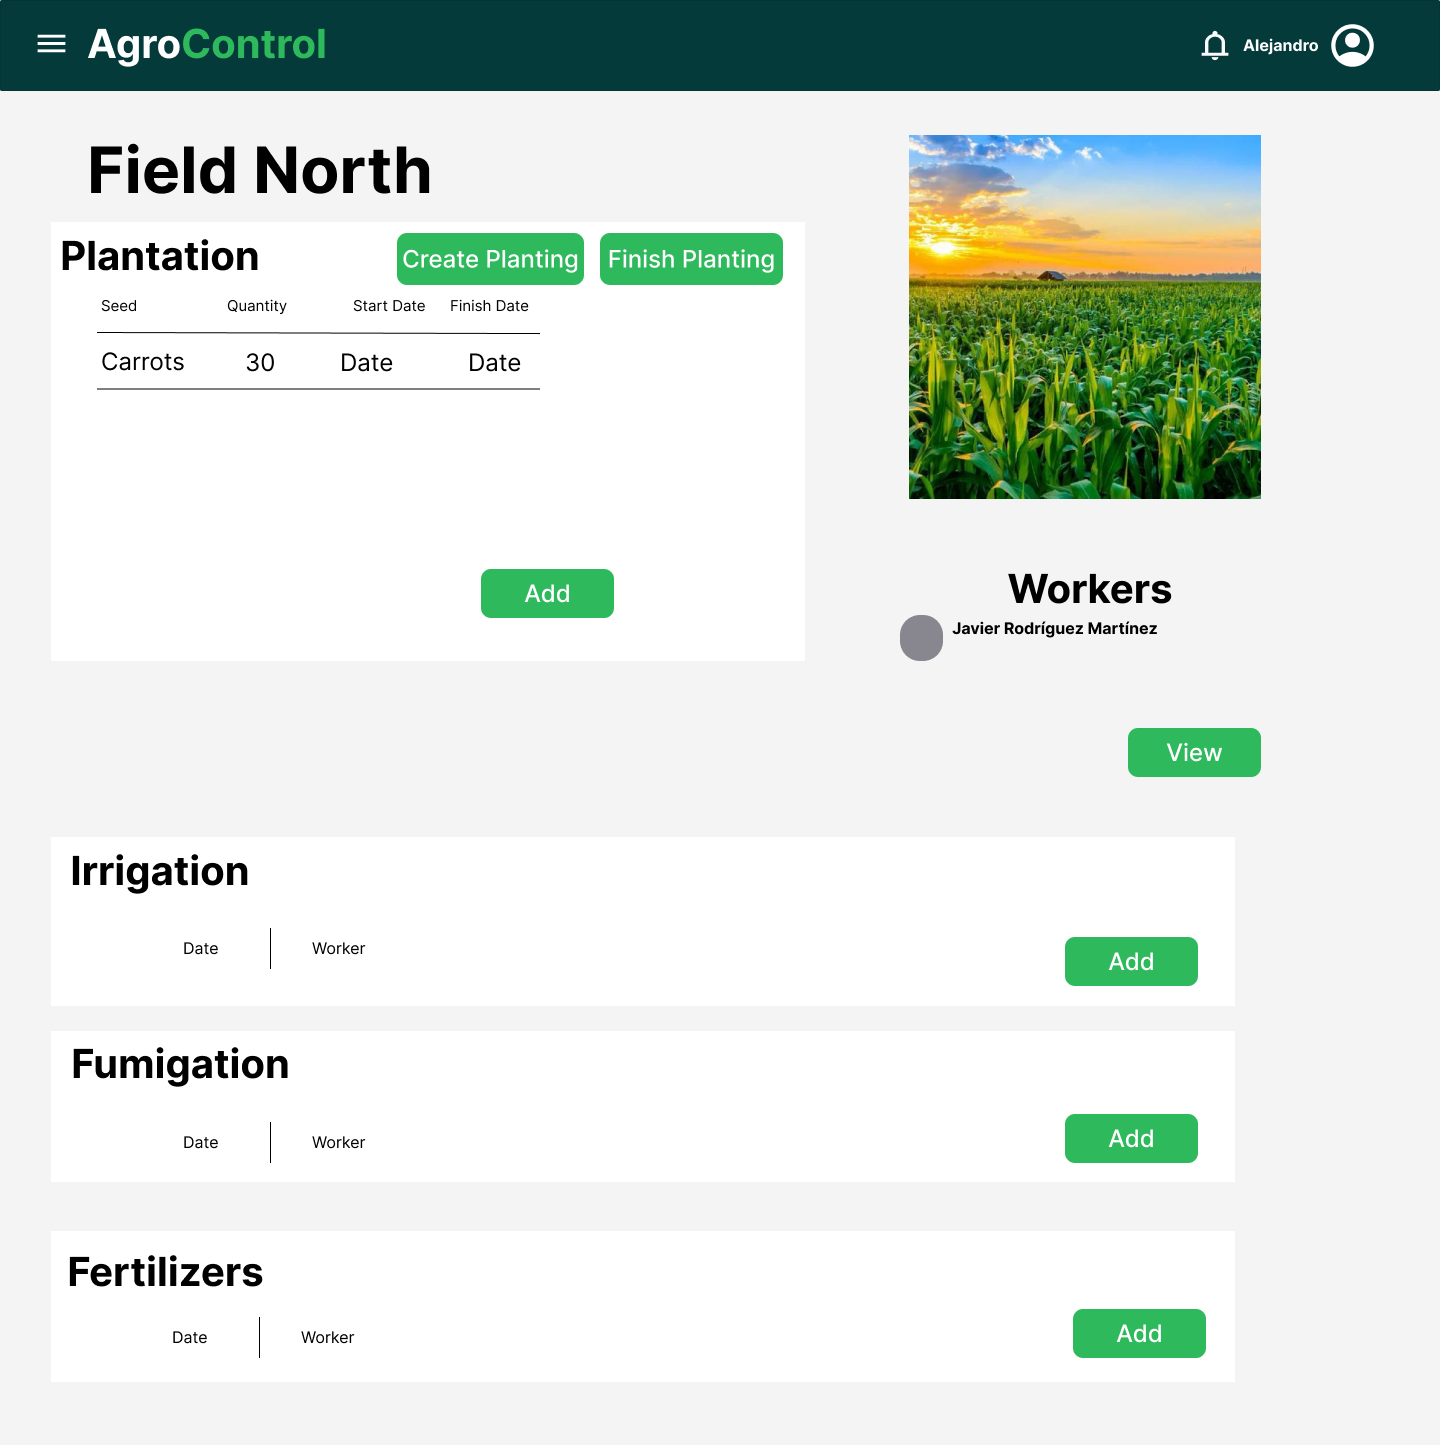 AgroControl
Alejandro
Field North
Plantation
Create Planting
Finish Planting
Seed Quantity Start Date Finish Date
Carrots 30 Date Date
Add
Workers
Javier Rodríguez Martínez
View
Irrigation
Date Worker
Add
Fumigation
Date Worker
Add
Fertilizers
Date Worker
Add